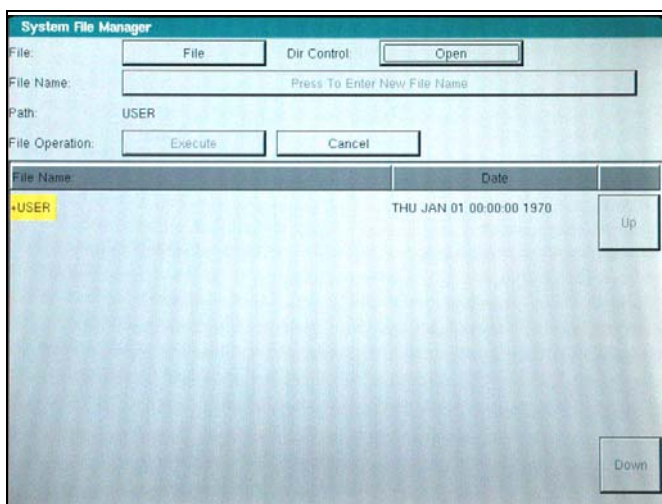 System File Manager
File: File Dir Control: Open
File Name: Press To Enter New File Name
Path: USER
File Operation: Execute Cancel
File Name: Date
+USER THU JAN 01 00:00:00 1970 Up
Down